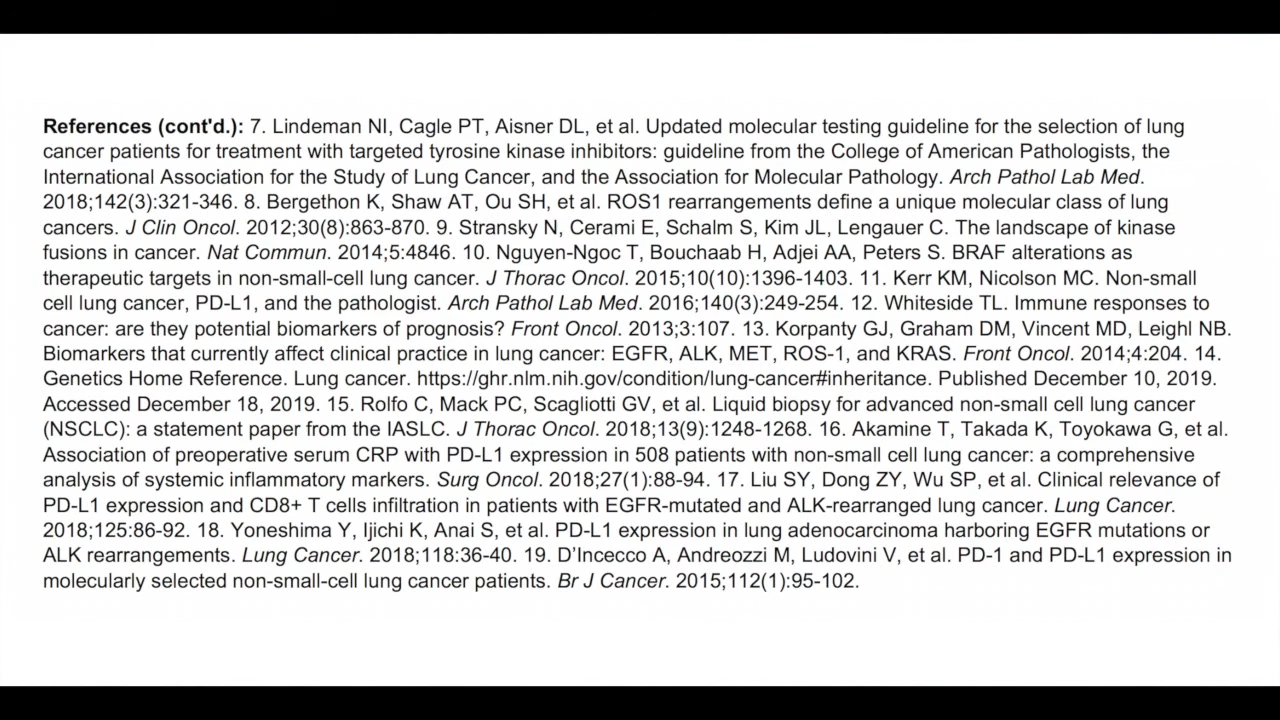 References (cont'd.): 7. Lindeman NI, Cagle PT, Aisner DL, et al. Updated molecular testing guideline for the selection of lung
cancer patients for treatment with targeted tyrosine kinase inhibitors: guideline from the College of American Pathologists, the
International Association for the Study of Lung Cancer, and the Association for Molecular Pathology. Arch Pathol Lab Med.
2018;142(3):321-346. 8. Bergethon K, Shaw AT, Ou SH, et al. ROS1 rearrangements define a unique molecular class of lung
cancers. J Clin Oncol. 2012;30(8):863-870. 9. Stransky N, Cerami E, Schalm S, Kim JL, Lengauer C. The landscape of kinase
fusions in cancer. Nat Commun. 2014;5:4846. 10. Nguyen-Ngoc T, Bouchaab H, Adjei AA, Peters S. BRAF alterations as
therapeutic targets in non-small-cell lung cancer. J Thorac Oncol. 2015;10(10):1396-1403. 11. Kerr KM, Nicolson MC. Non-small
cell lung cancer, PD-L1, and the pathologist. Arch Pathol Lab Med. 2016;140(3):249-254. 12. Whiteside TL. Immune responses to
cancer: are they potential biomarkers of prognosis? Front Oncol. 2013;3:107. 13. Korpanty GJ, Graham DM, Vincent MD, Leighl NB.
Biomarkers that currently affect clinical practice in lung cancer: EGFR, ALK, MET, ROS-1, and KRAS. Front Oncol. 2014;4:204. 14.
Genetics Home Reference. Lung cancer. https://ghr.nlm.nih.gov/condition/lung-cancer#inheritance. Published December 10, 2019.
Accessed December 18, 2019. 15. Rolfo C, Mack PC, Scagliotti GV, et al. Liquid biopsy for advanced non-small cell lung cancer
(NSCLC): a statement paper from the IASLC. J Thorac Oncol. 2018;13(9):1248-1268. 16. Akamine T, Takada K, Toyokawa G, et al.
Association of preoperative serum CRP with PD-L1 expression in 508 patients with non-small cell lung cancer: a comprehensive
analysis of systemic inflammatory markers. Surg Oncol. 2018;27(1):88-94. 17. Liu SY, Dong ZY, Wu SP, et al. Clinical relevance of
PD-L1 expression and CD8+ T cells infiltration in patients with EGFR-mutated and ALK-rearranged lung cancer. Lung Cancer.
2018;125:86-92. 18. Yoneshima Y, Ijichi K, Anai S, et al. PD-L1 expression in lung adenocarcinoma harboring EGFR mutations or
ALK rearrangements. Lung Cancer. 2018;118:36-40. 19. D’Incecco A, Andreozzi M, Ludovini V, et al. PD-1 and PD-L1 expression in
molecularly selected non-small-cell lung cancer patients. Br J Cancer. 2015;112(1):95-102.